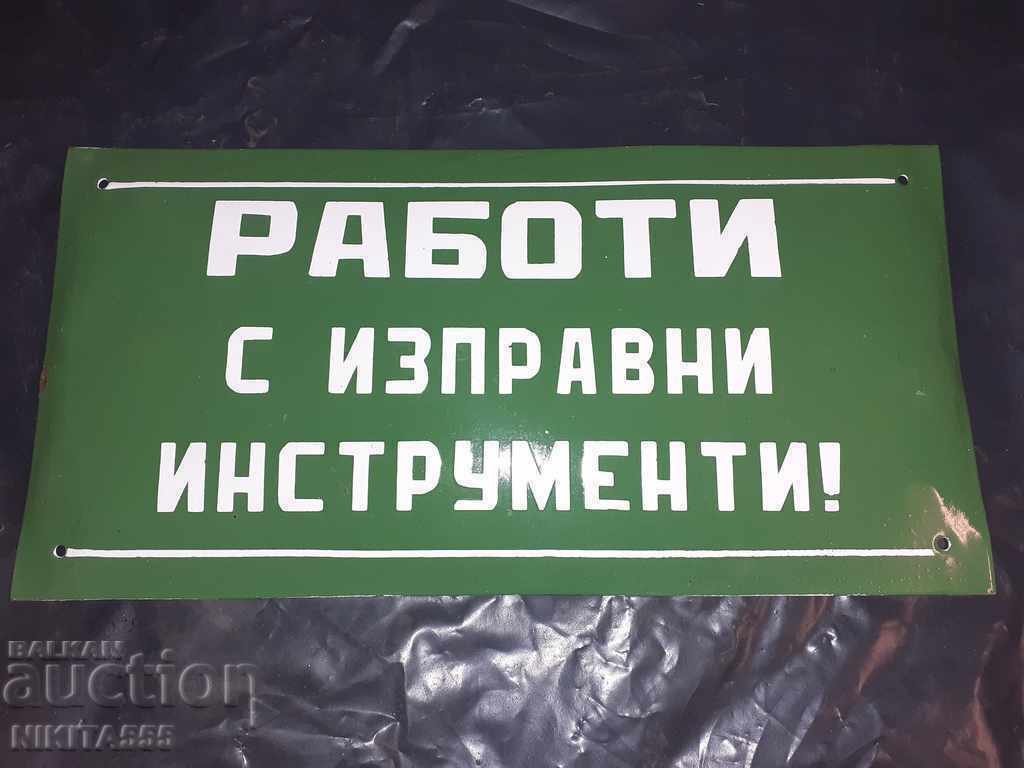 РАБОТИ
С ИЗПРАВНИ
ИНСТРУМЕНТИ!
BALKAN
auction
NIKITA555